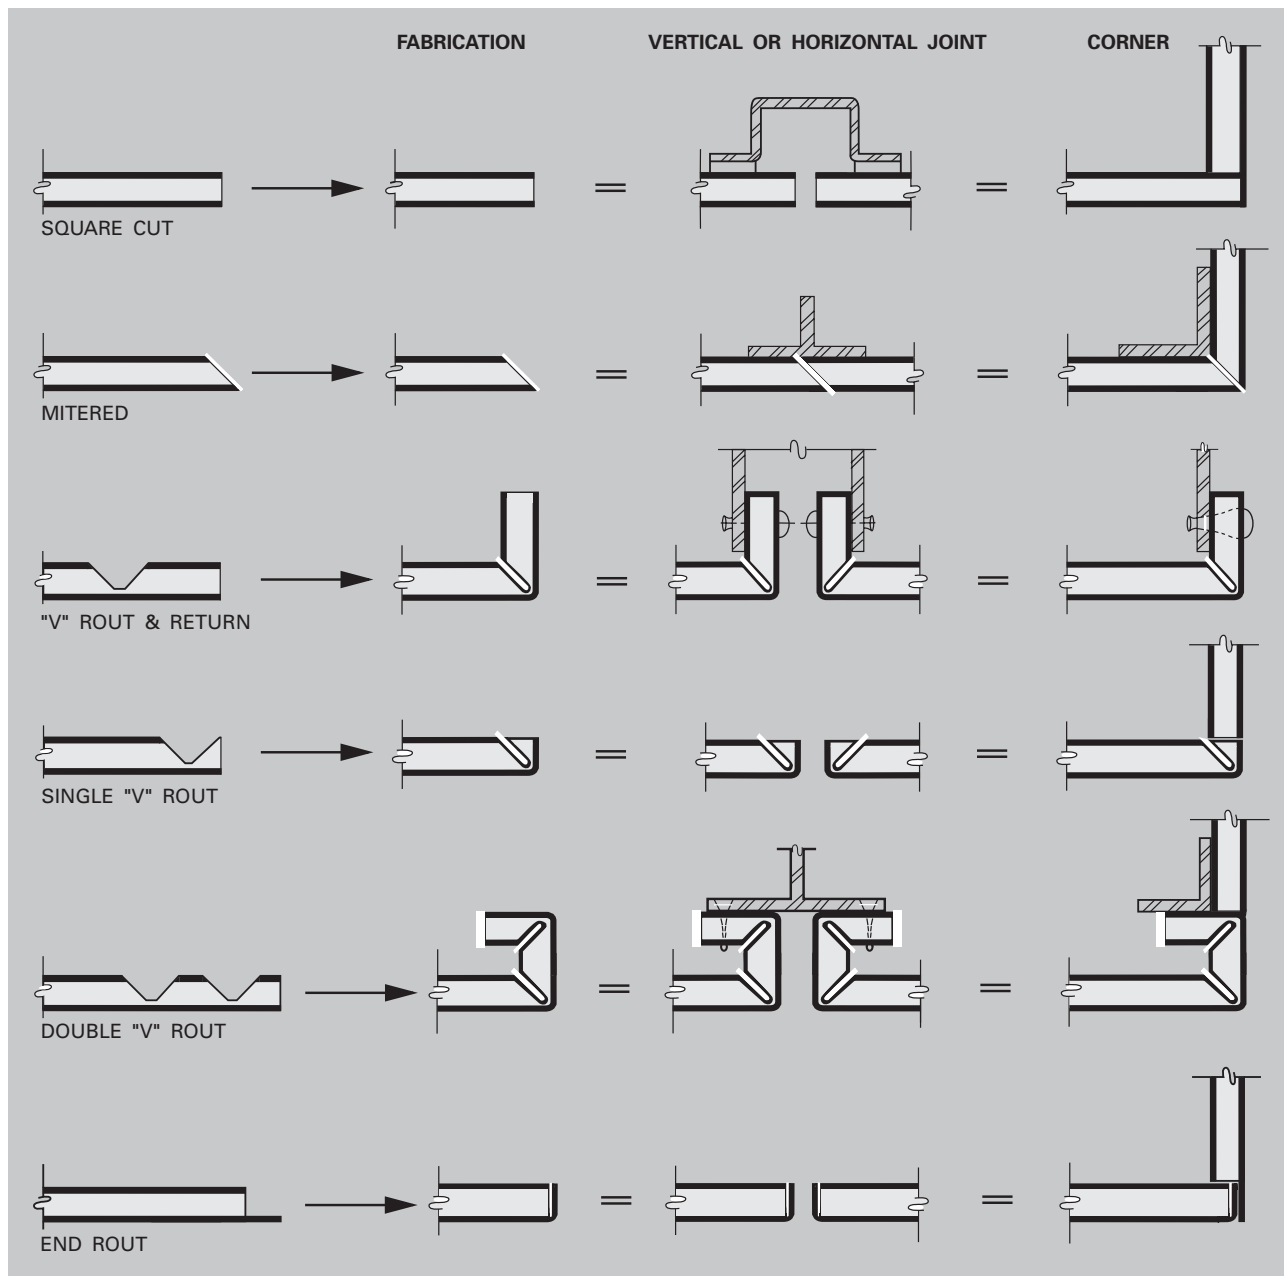 FABRICATION VERTICAL OR HORIZONTAL JOINT CORNER
SQUARE CUT
MITERED
"V" ROUT & RETURN
SINGLE "V" ROUT
DOUBLE "V" ROUT
END ROUT